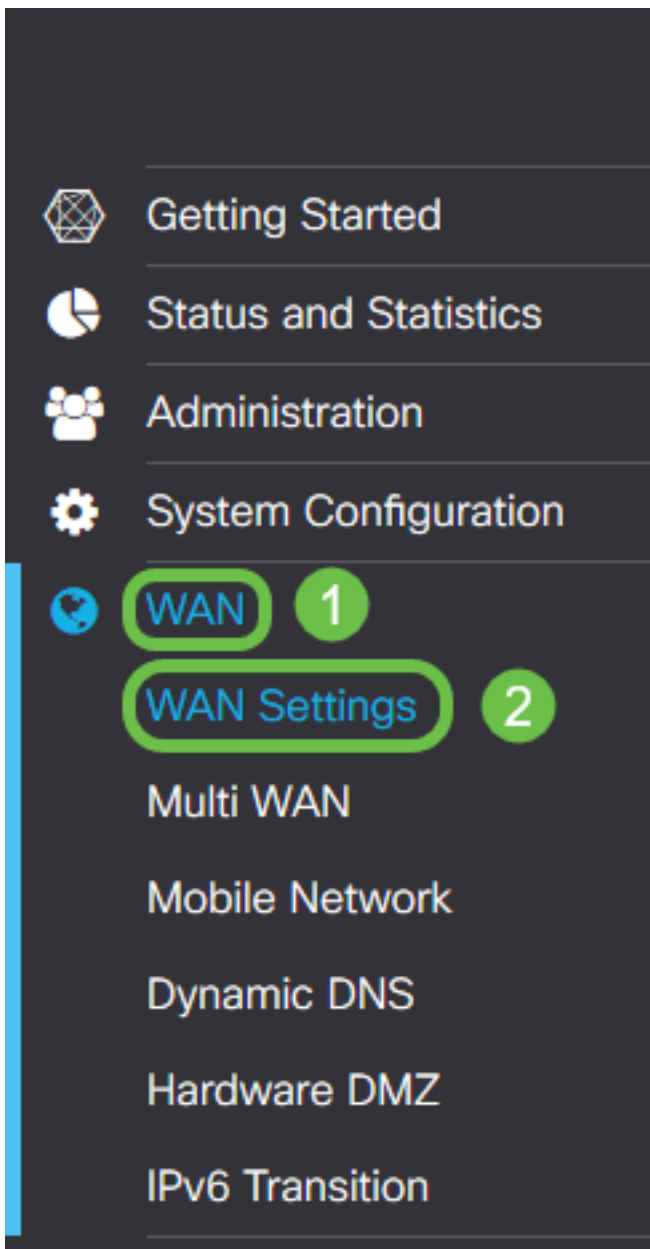 Getting Started
Status and Statistics
Administration
System Configuration
WAN 1
WAN Settings 2
Multi WAN
Mobile Network
Dynamic DNS
Hardware DMZ
IPv6 Transition